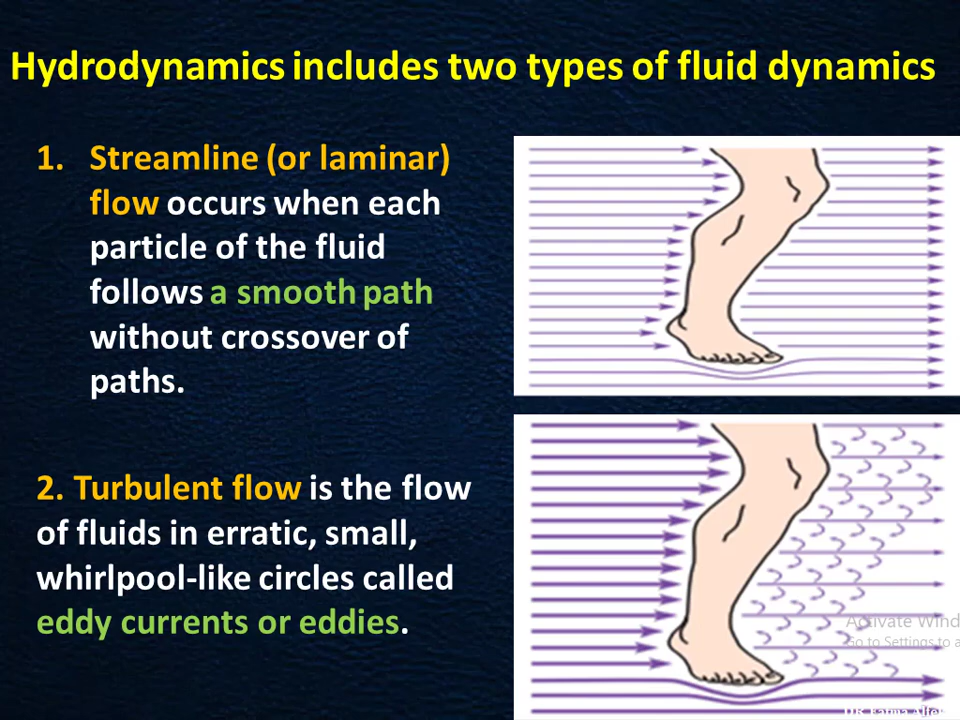 Hydrodynamics includes two types of fluid dynamics
1. Streamline (or laminar)
flow occurs when each
particle of the fluid
follows a smooth path
without crossover of
paths.
2. Turbulent flow is the flow
of fluids in erratic, small,
whirlpool-like circles called
eddy currents or eddies.
Activate Wind
Go to Settings to a
DR Fatma